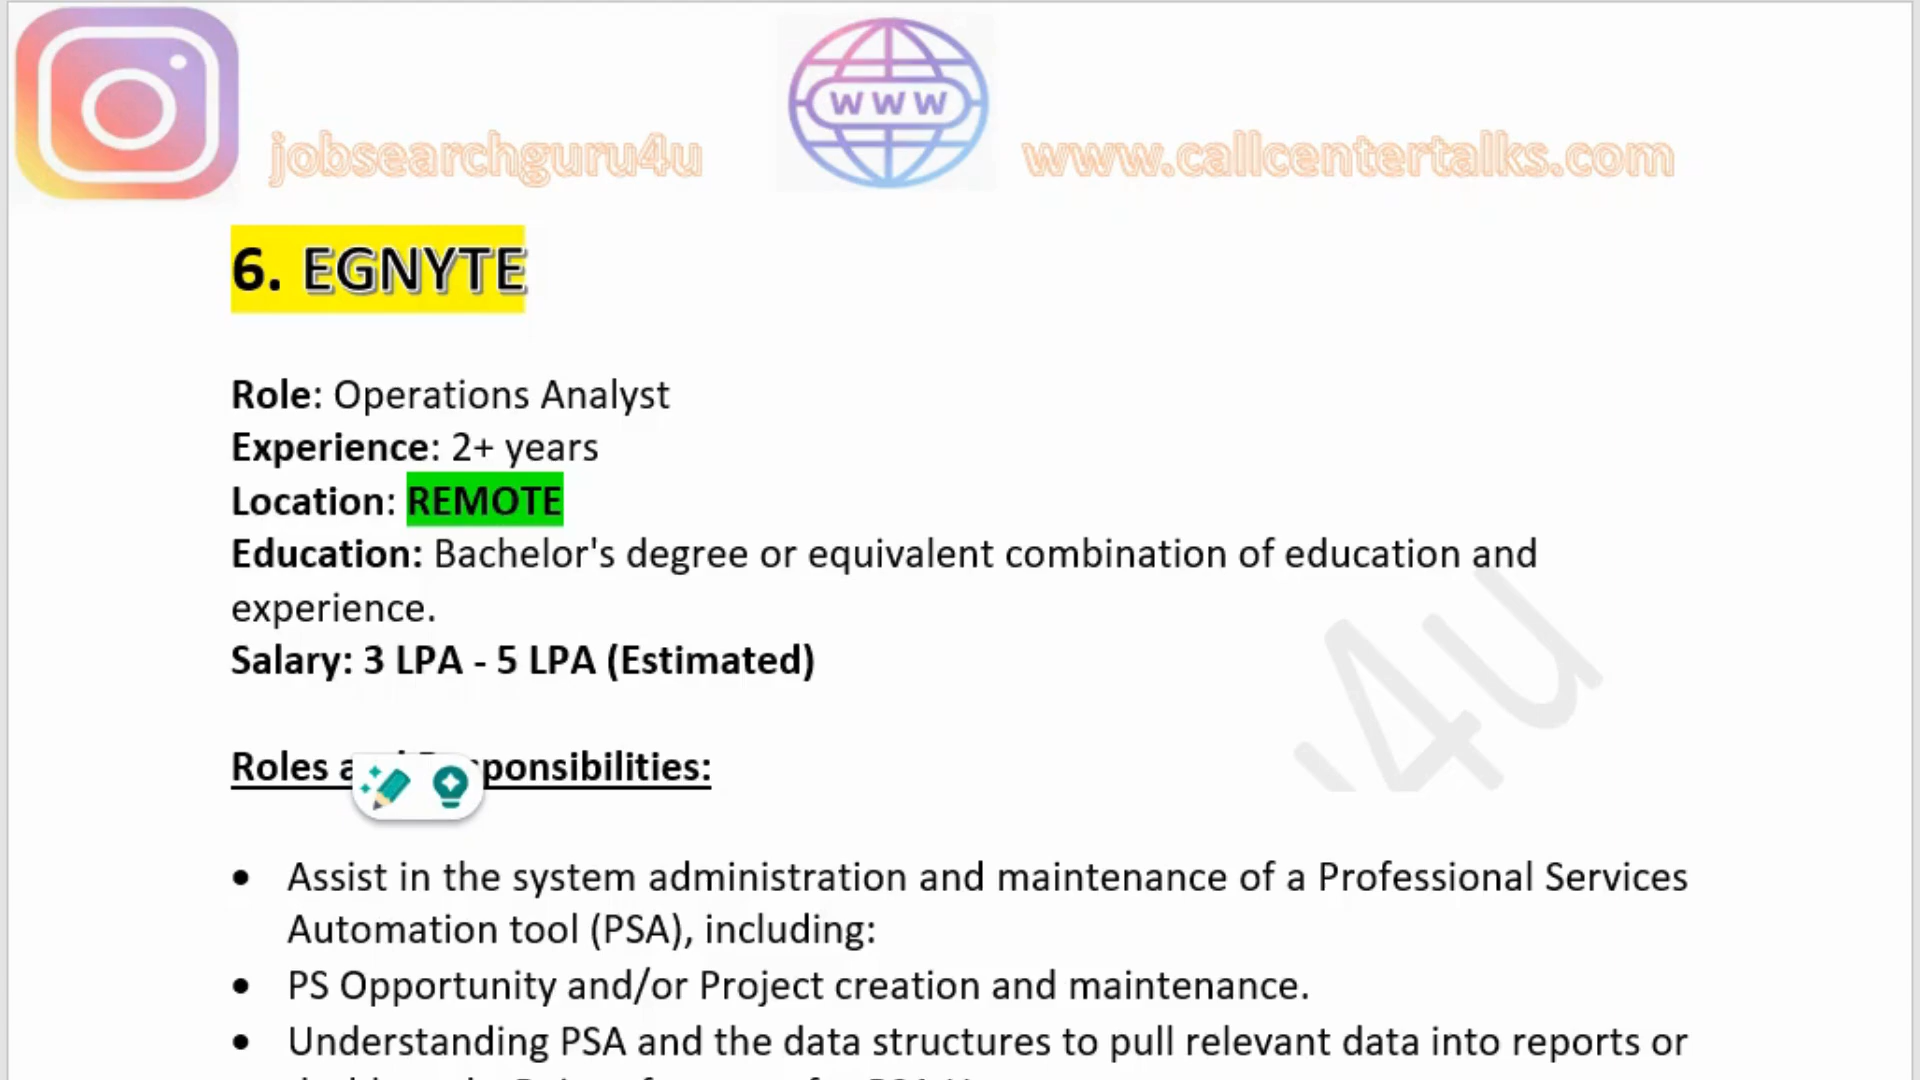 jobsearchguru4u
WWW
www.callcentertalks.com
6. EGNYTE
Role: Operations Analyst
Experience: 2+ years
Location: REMOTE
Education: Bachelor's degree or equivalent combination of education and
experience.
Salary: 3 LPA - 5 LPA (Estimated)
4u
Roles and Responsibilities:
• Assist in the system administration and maintenance of a Professional Services
Automation tool (PSA), including:
• PS Opportunity and/or Project creation and maintenance.
• Understanding PSA and the data structures to pull relevant data into reports or